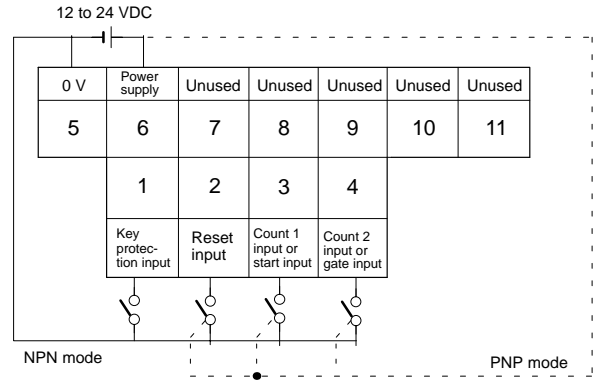 12 to 24 VDC
0 V
Power
supply
Unused
Unused
Unused
Unused
Unused
5
6
7
8
9
10
11
1
2
3
4
Key
protec-
tion input
Reset
input
Count 1
input or
start input
Count 2
input or
gate input
NPN mode
PNP mode